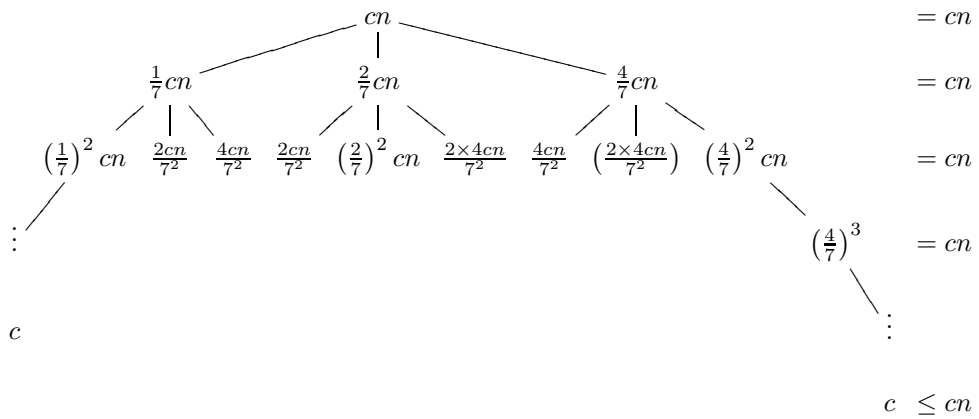 cn = cn
1/7 cn 2/7 cn 4/7 cn = cn
(1/7)^2 cn 2cn/7^2 4cn/7^2 2cn/7^2 (2/7)^2 cn 2×4cn/7^2 4cn/7^2 (2×4cn/7^2) (4/7)^2 cn = cn
⋮ (4/7)^3 = cn
c ⋮
c ≤ cn